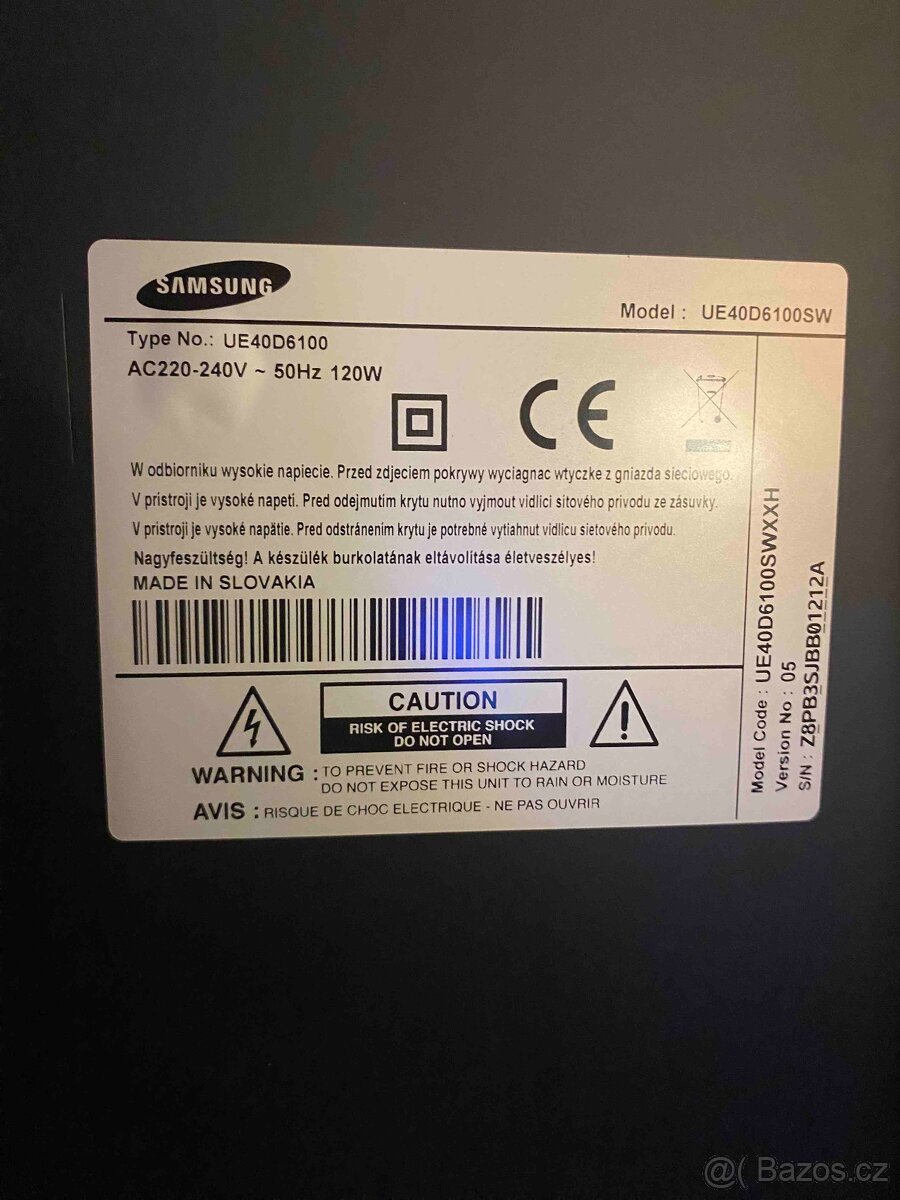 SAMSUNG
Model : UE40D6100SW
Type No.: UE40D6100
AC220-240V ~ 50Hz 120W
CE
W odbiorniku wysokie napiecie. Przed zdjeciem pokrywy wyciagnac wtyczke z gniazda sieciowego.
V pristroji je vysoké napeti. Pred odejmutím krytu nutno vyjmout vidlici sitového privodu ze zásuvky.
V pristroji je vysoké napätie. Pred odstránením krytu je potrebné vytiahnut vidlicu sietového privodu.
Nagyfeszültség! A készülék burkolatának eltávolítása életveszélyes!
MADE IN SLOVAKIA
CAUTION
RISK OF ELECTRIC SHOCK
DO NOT OPEN
WARNING : TO PREVENT FIRE OR SHOCK HAZARD
DO NOT EXPOSE THIS UNIT TO RAIN OR MOISTURE
AVIS : RISQUE DE CHOC ELECTRIQUE - NE PAS OUVRIR
Model Code : UE40D6100SWXXH
Version No : 05
S/N : Z8PB3SJBB01212A
@( Bazos.cz